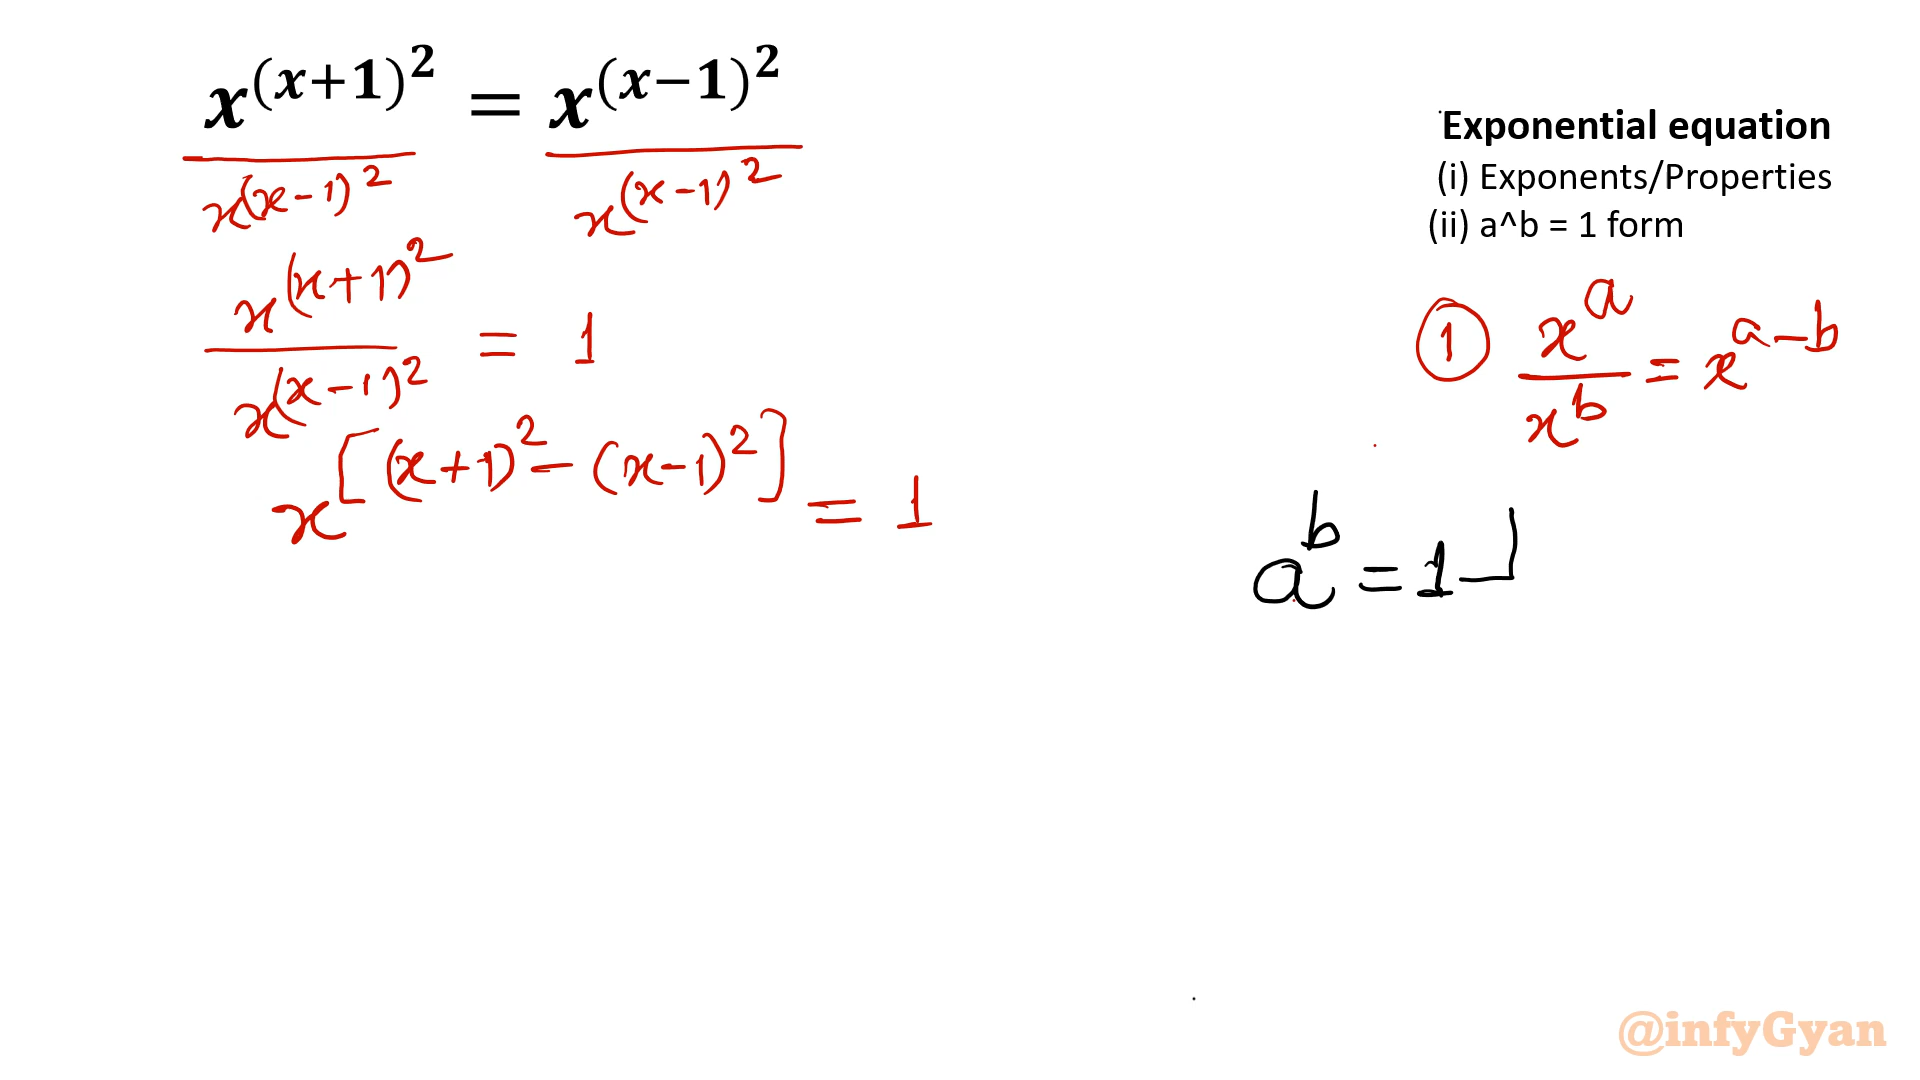 x^(x+1)^2 = x^(x−1)^2
x^(x−1)^2 x^(x−1)^2
x^(x+1)^2 / x^(x−1)^2 = 1
x^[(x+1)^2 − (x−1)^2] = 1
Exponential equation
(i) Exponents/Properties
(ii) a^b = 1 form
① x^a / x^b = x^a−b
a^b = 1
@infyGyan